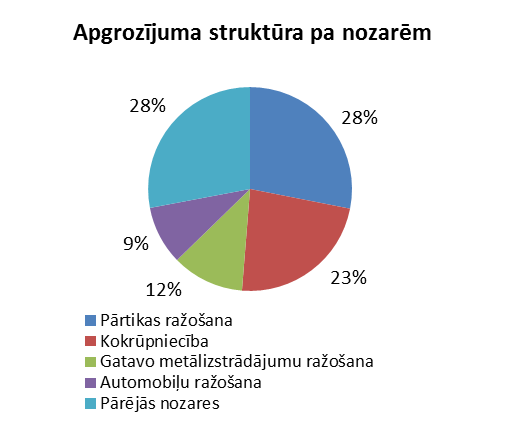 Apgrozījuma struktūra pa nozarēm
28%
28%
9%
23%
12%
Pārtikas ražošana
Kokrūpniecība
Gatavo metālizstrādājumu ražošana
Automobiļu ražošana
Pārējās nozares